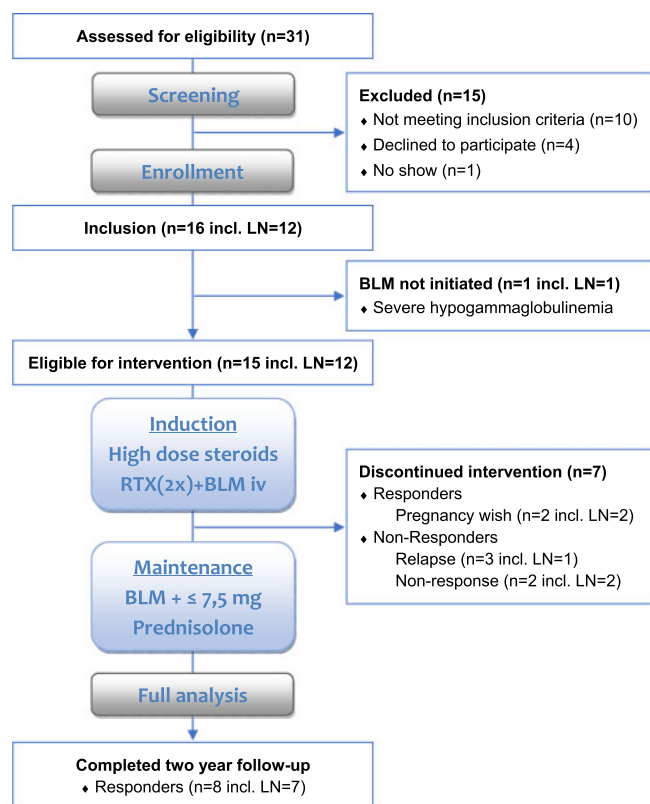 Assessed for eligibility (n=31)
Screening
Excluded (n=15)
♦ Not meeting inclusion criteria (n=10)
♦ Declined to participate (n=4)
♦ No show (n=1)
Enrollment
Inclusion (n=16 incl. LN=12)
BLM not initiated (n=1 incl. LN=1)
♦ Severe hypogammaglobulinemia
Eligible for intervention (n=15 incl. LN=12)
Induction
High dose steroids
RTX(2x)+BLM iv
Discontinued intervention (n=7)
♦ Responders
Pregnancy wish (n=2 incl. LN=2)
♦ Non-Responders
Relapse (n=3 incl. LN=1)
Non-response (n=2 incl. LN=2)
Maintenance
BLM + ≤ 7,5 mg
Prednisolone
Full analysis
Completed two year follow-up
♦ Responders (n=8 incl. LN=7)